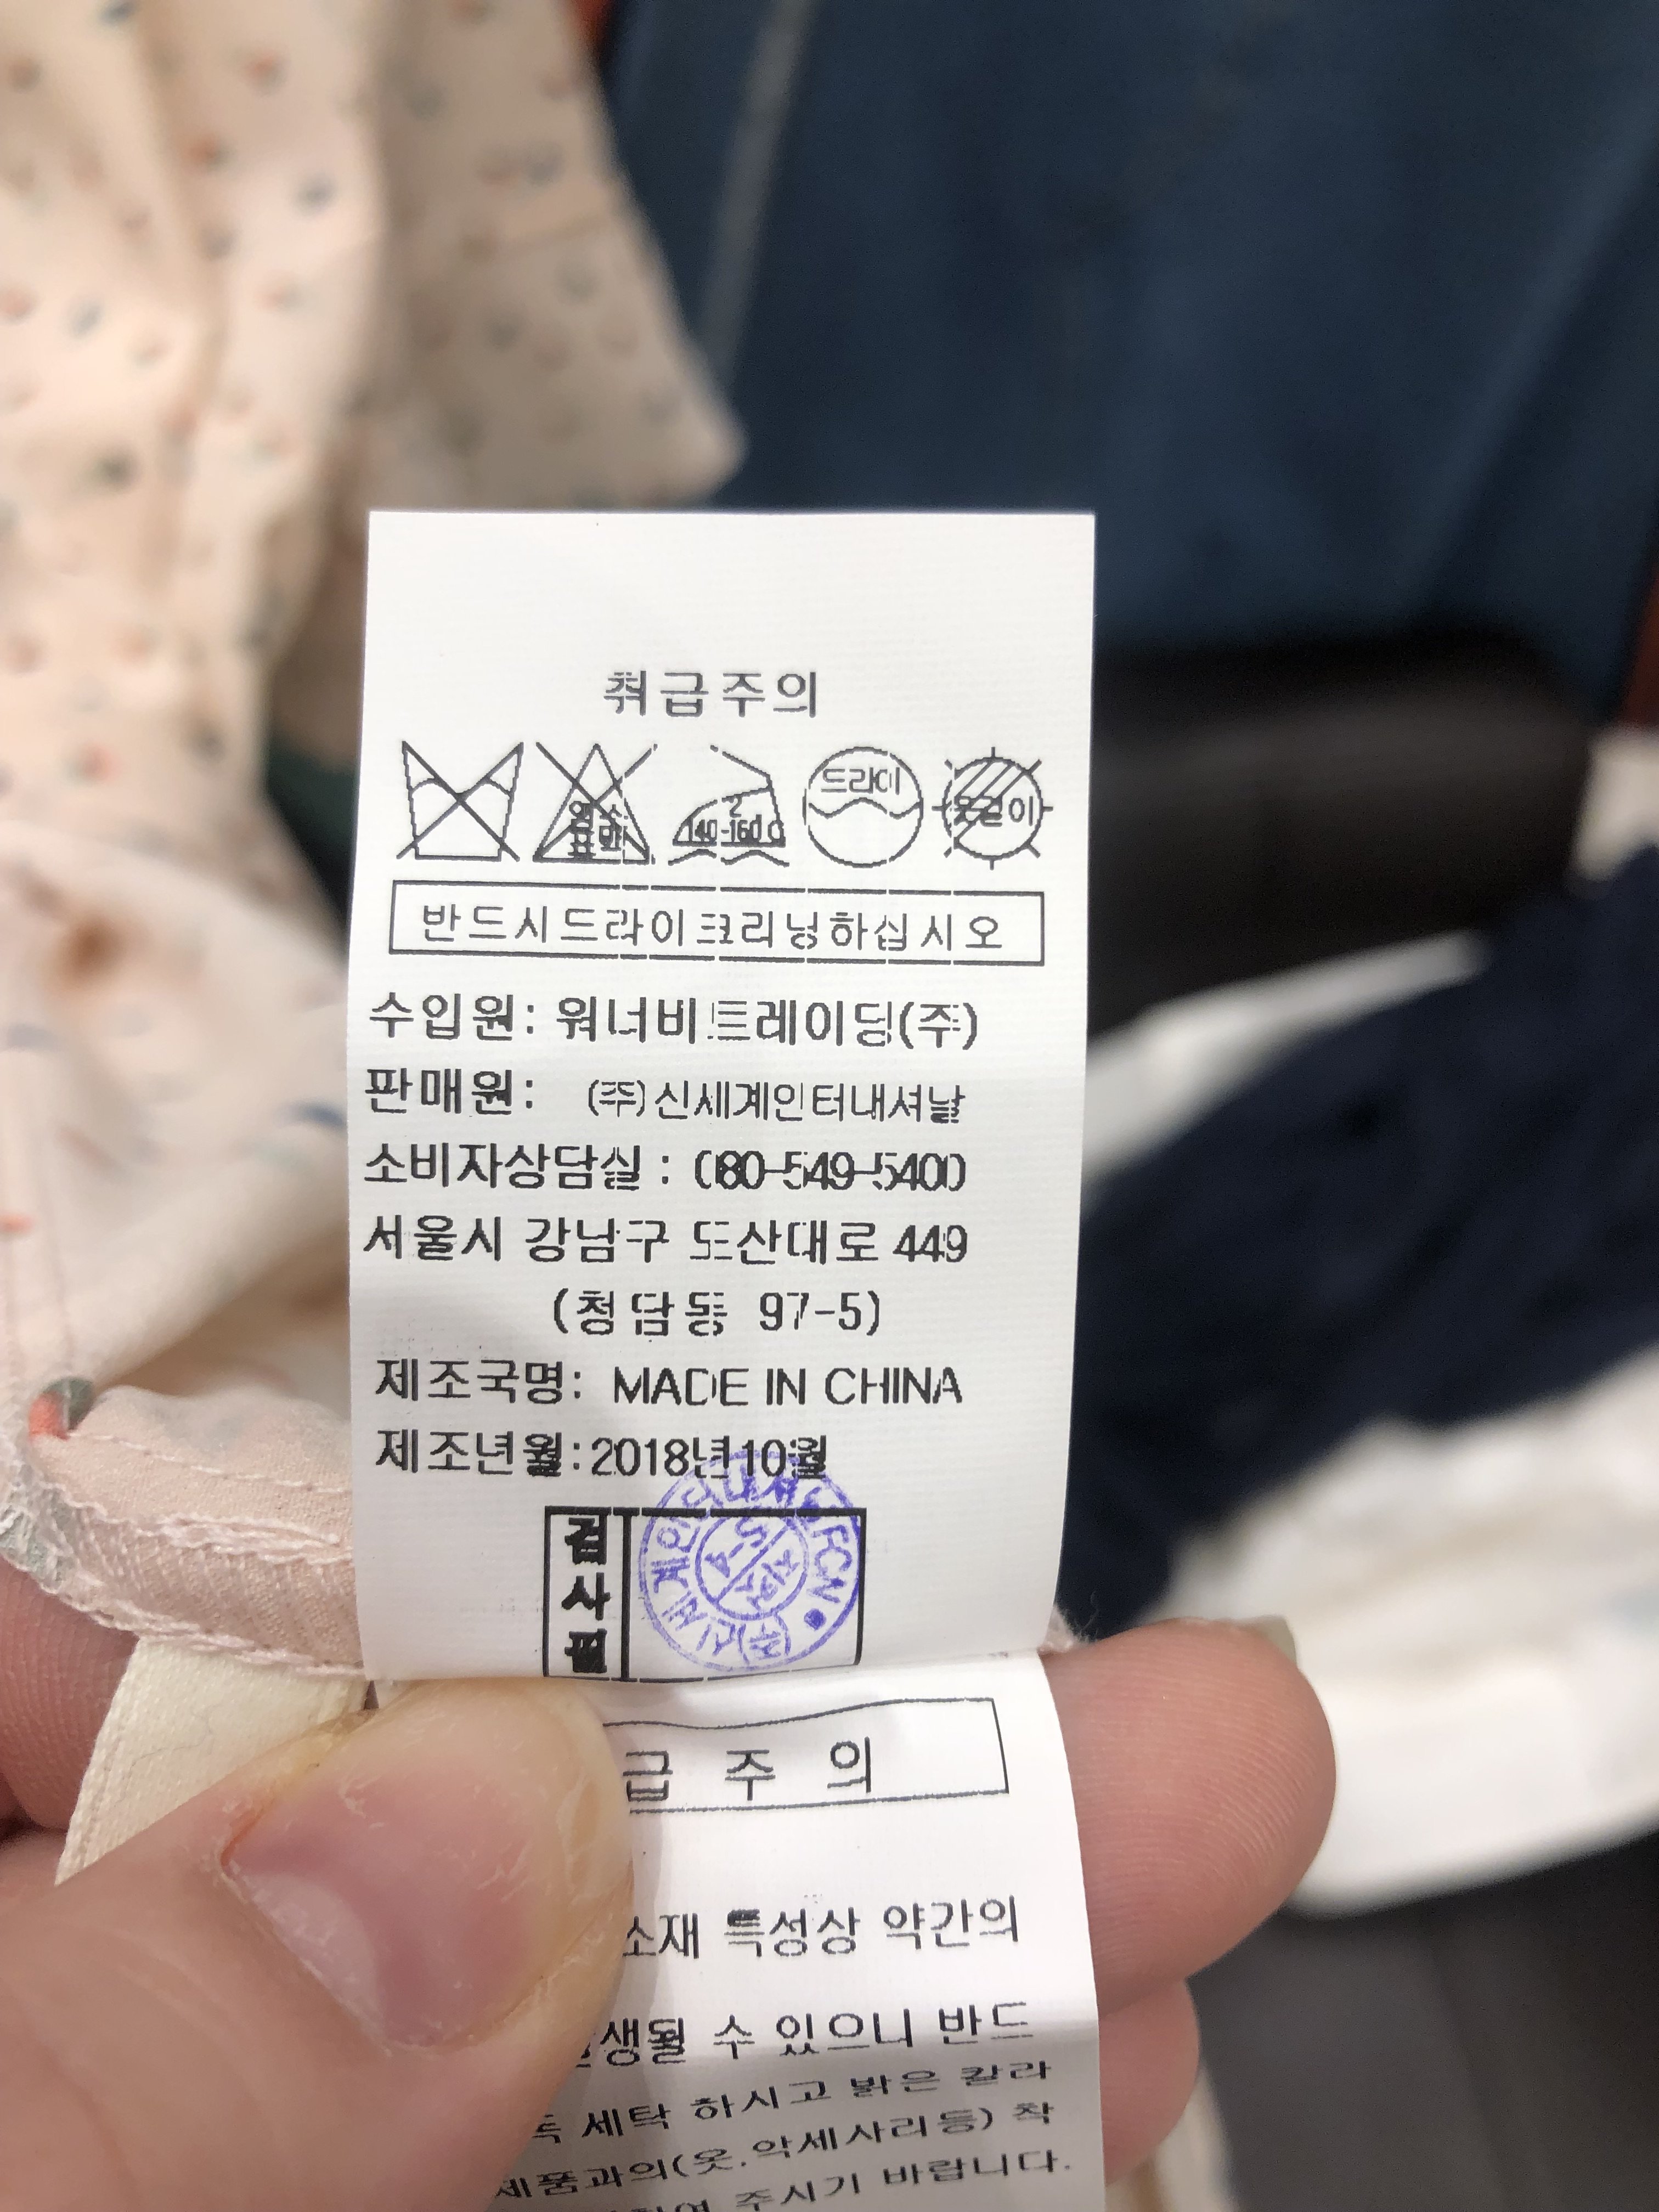 취급주의
염소
표백
2
140-160℃
드라이
옷걸이
반드시드라이크리닝하십시오
수입원: 워너비트레이딩(주)
판매원: (주)신세계인터내셔날
소비자상담실 : 080-549-5400
서울시 강남구 도산대로 449
(청담동 97-5)
제조국명: MADE IN CHINA
제조년월:2018년10월
검사필
급 주 의
소재 특성상 약간의
수 있으니 반드
세탁 하시고 밝은 칼라
제품과의(옷.악세사리등) 착
주시기 바랍니다.